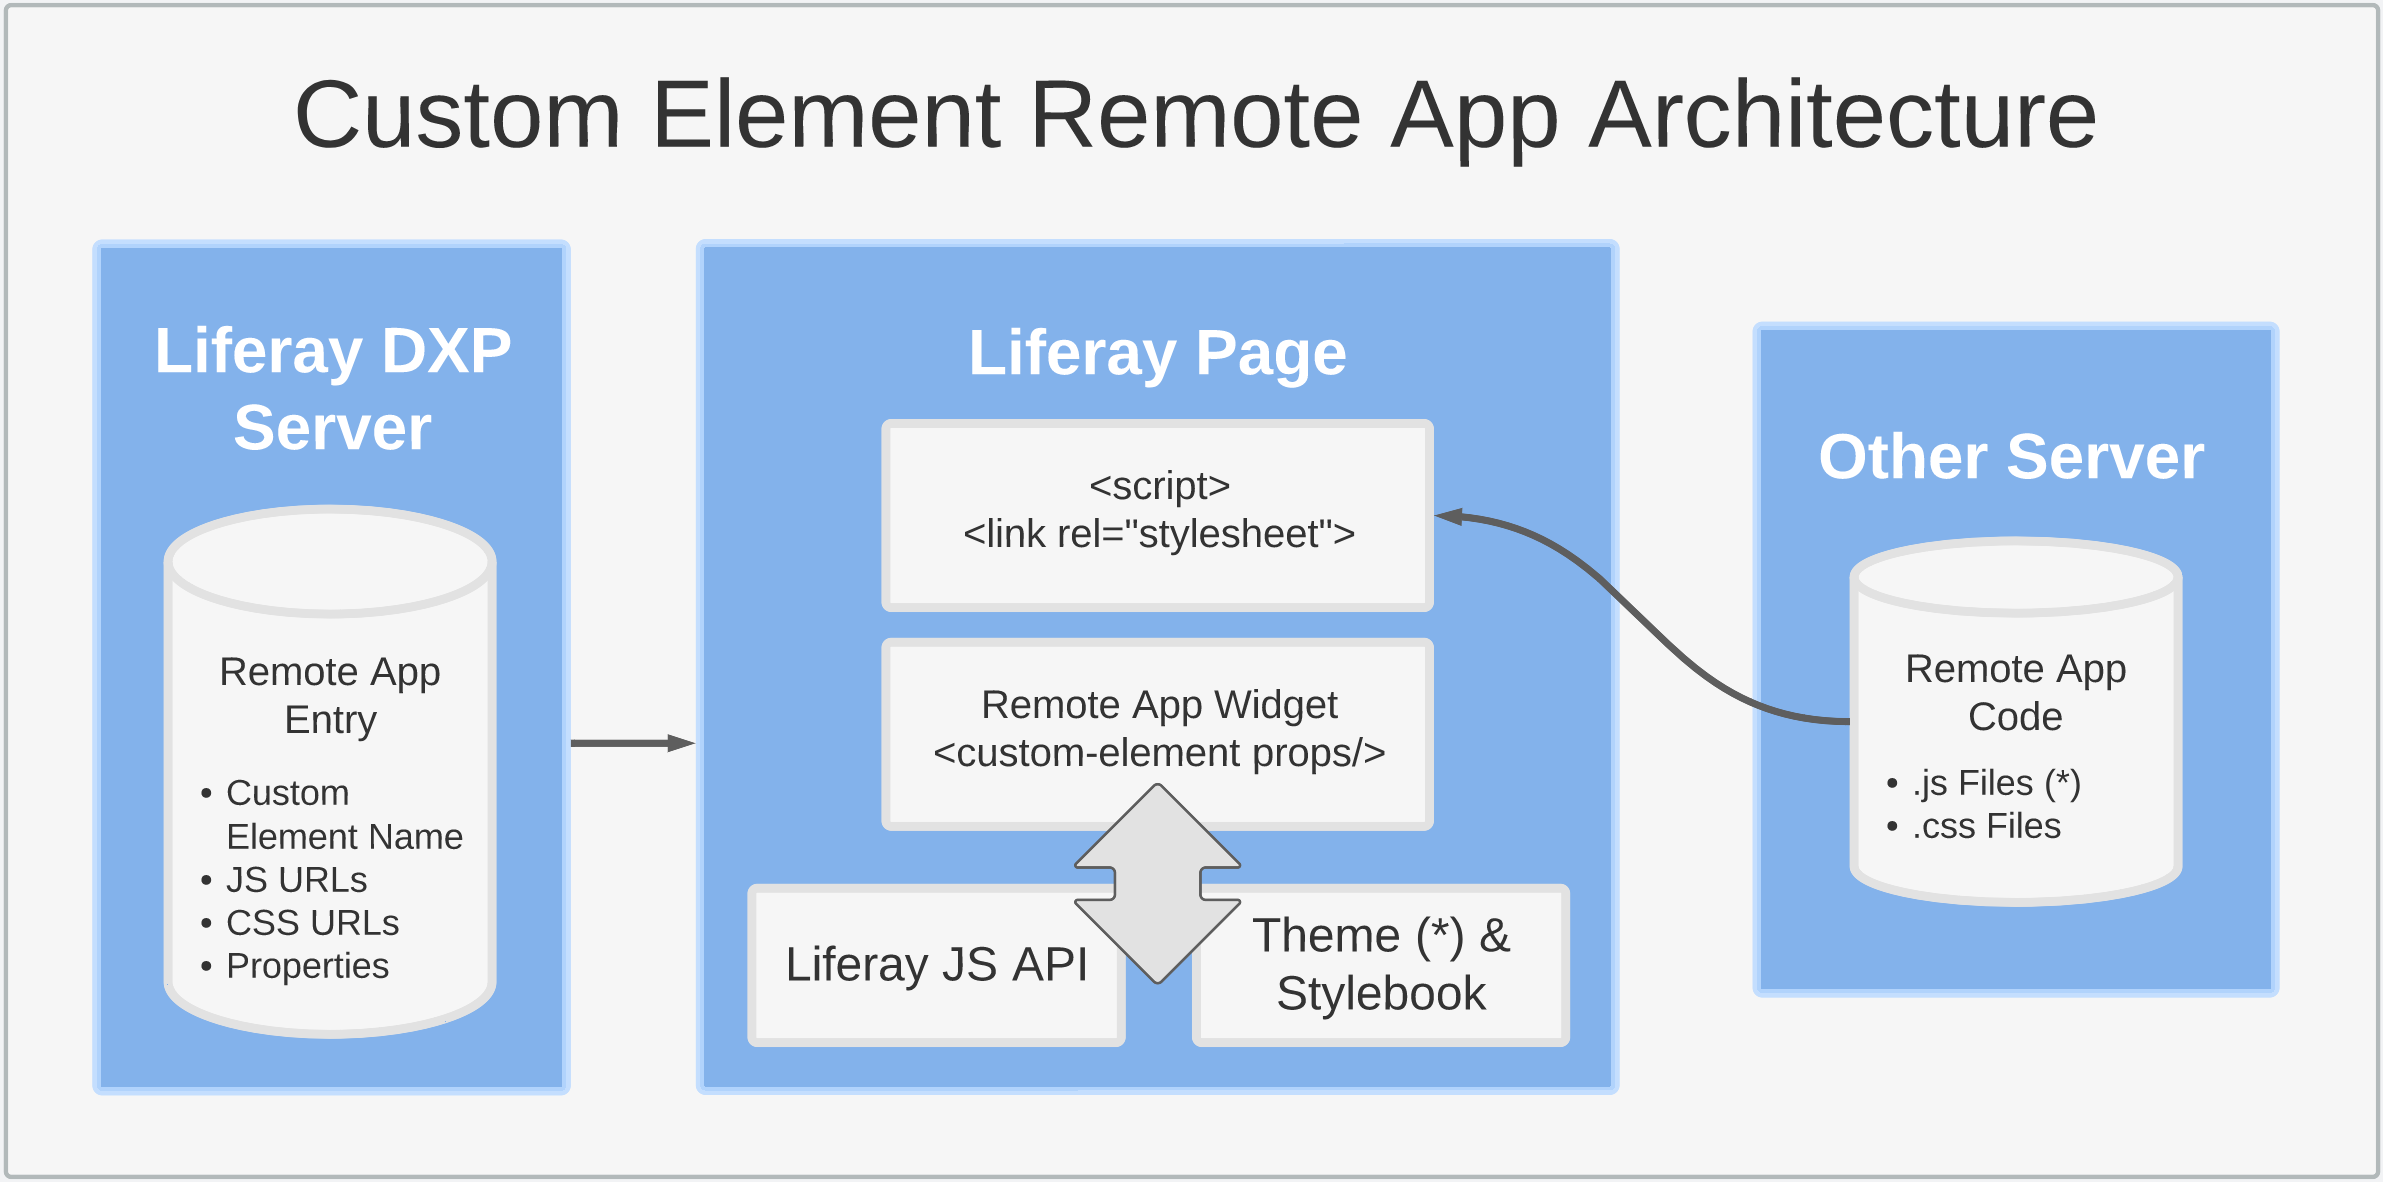 Custom Element Remote App Architecture
Liferay DXP
Server
Remote App
Entry
• Custom
Element Name
• JS URLs
• CSS URLs
• Properties
Liferay Page
<script>
<link rel="stylesheet">
Remote App Widget
<custom-element props/>
Liferay JS API
Theme (*) &
Stylebook
Other Server
Remote App
Code
• .js Files (*)
• .css Files